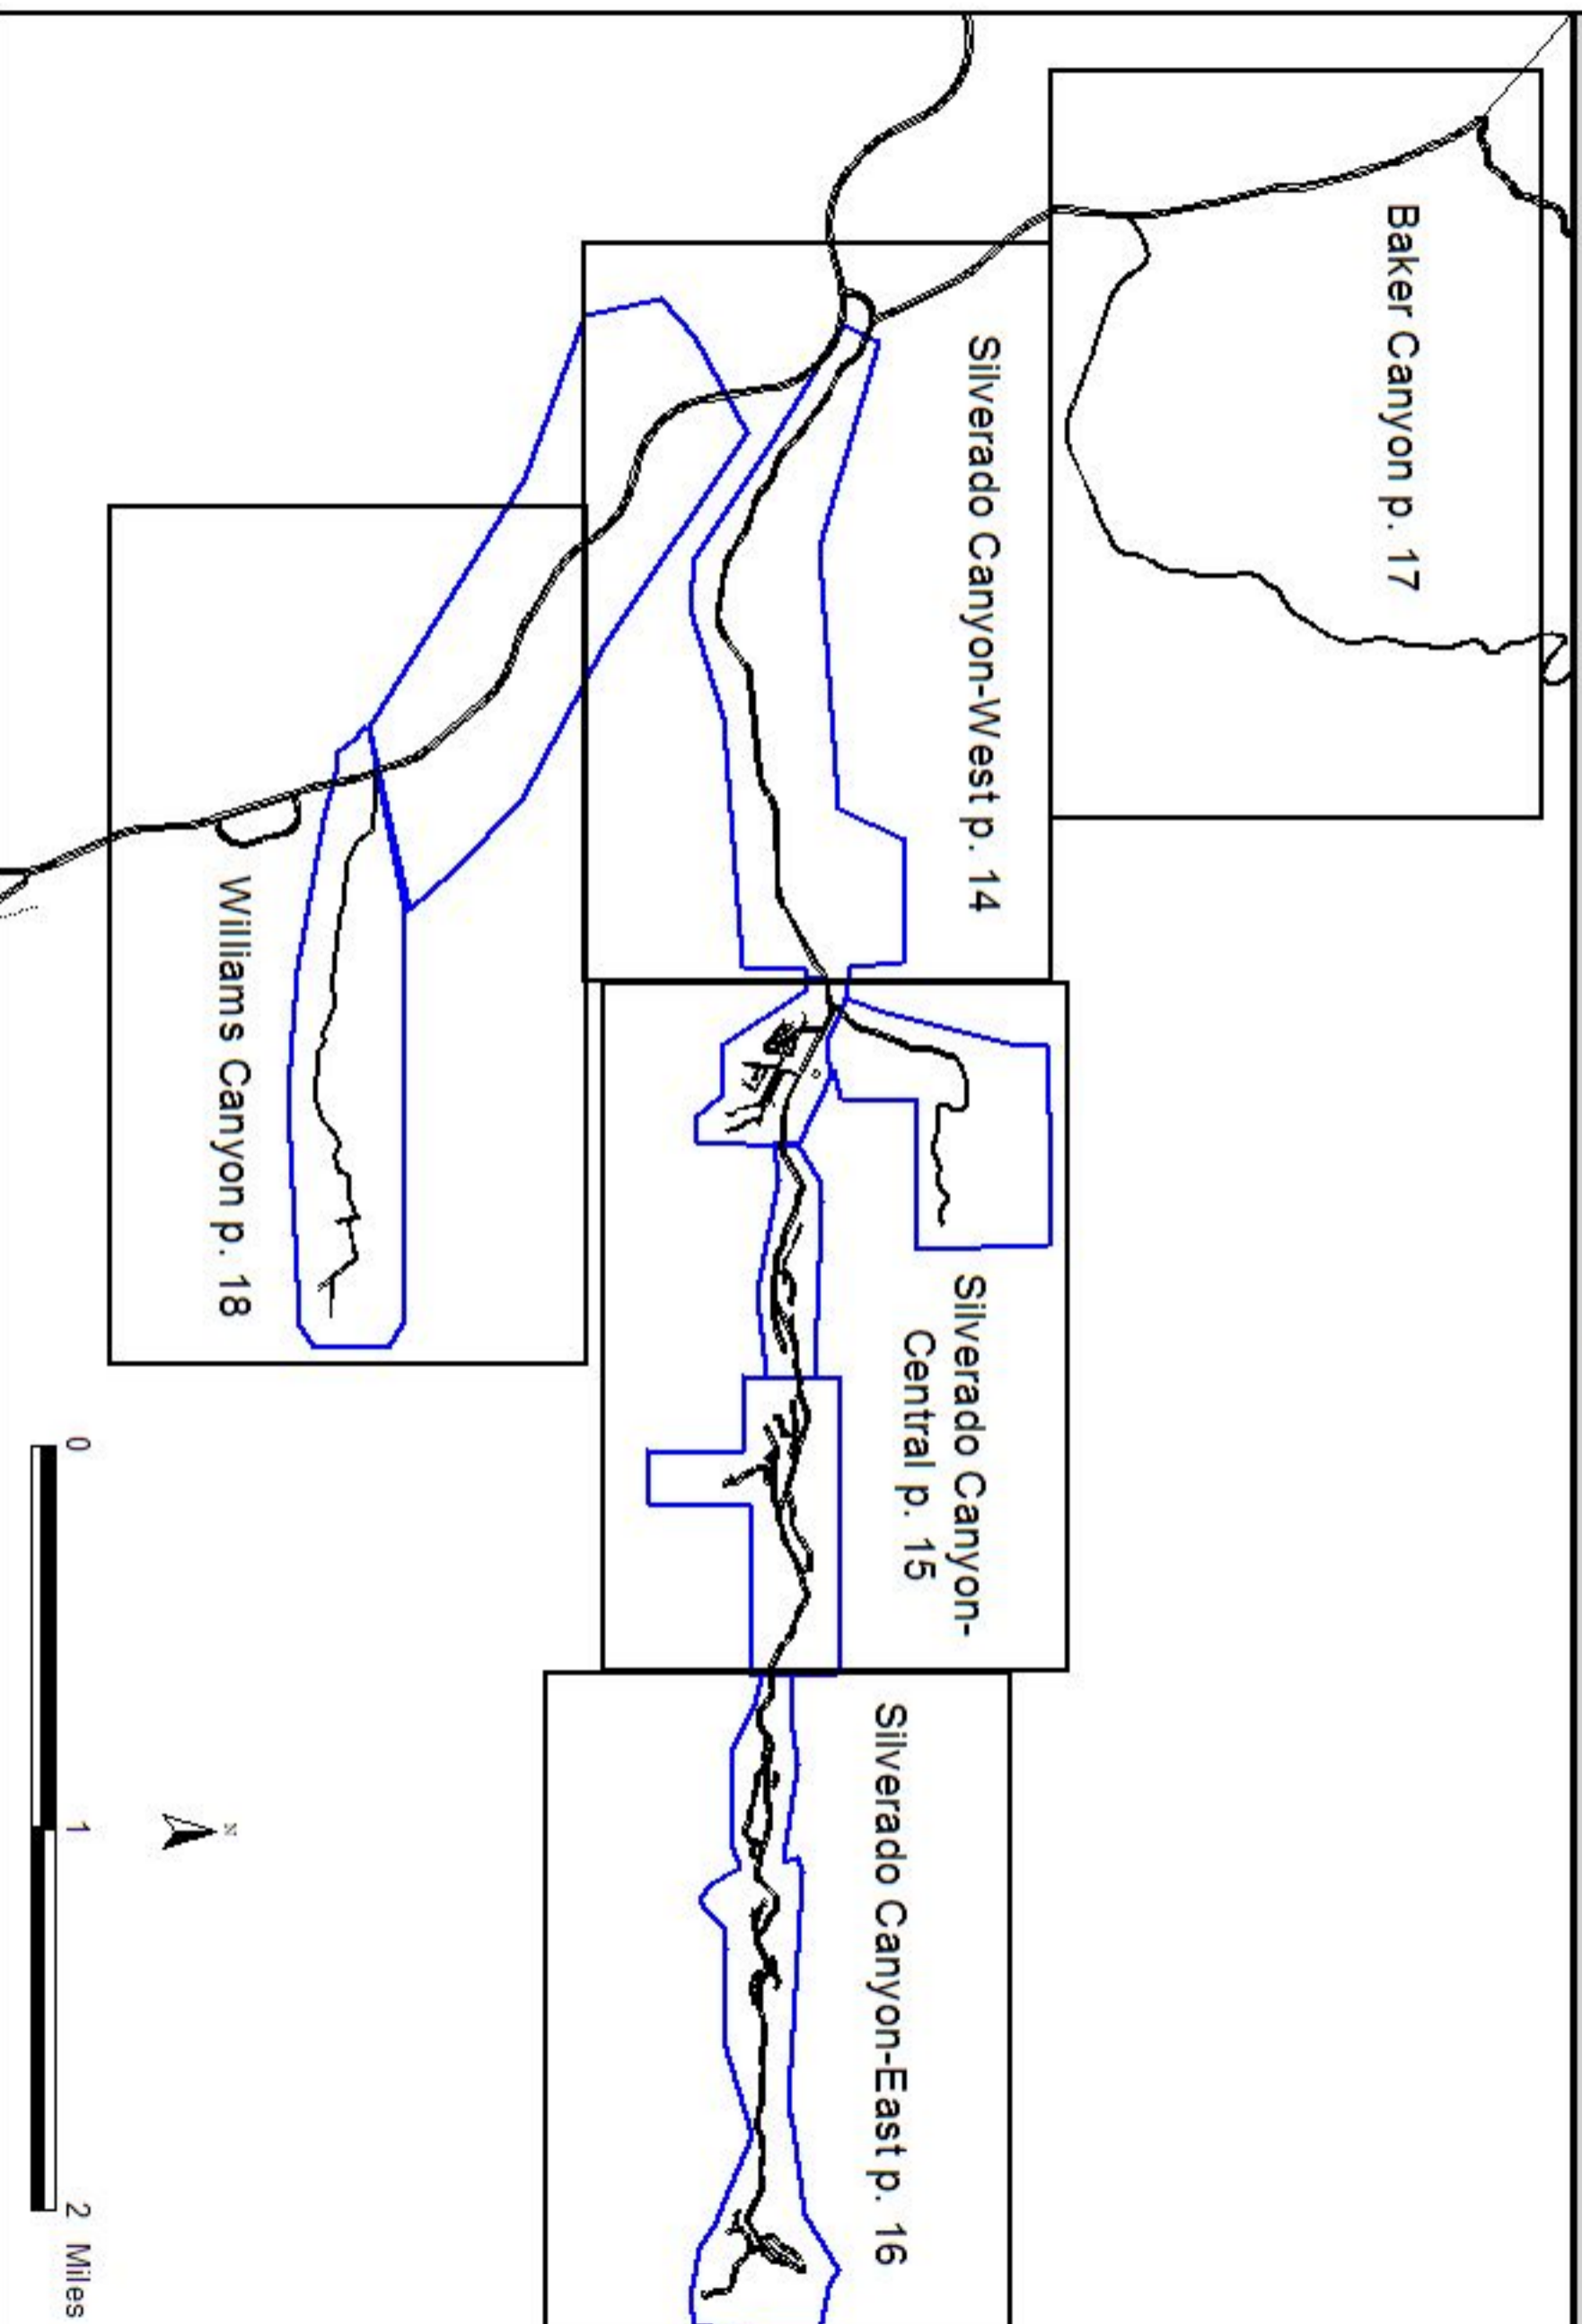 Baker Canyon p. 17
Silverado Canyon-West p. 14
Silverado Canyon-
Central p. 15
Silverado Canyon-East p. 16
Williams Canyon p. 18
N
0 1 2 Miles